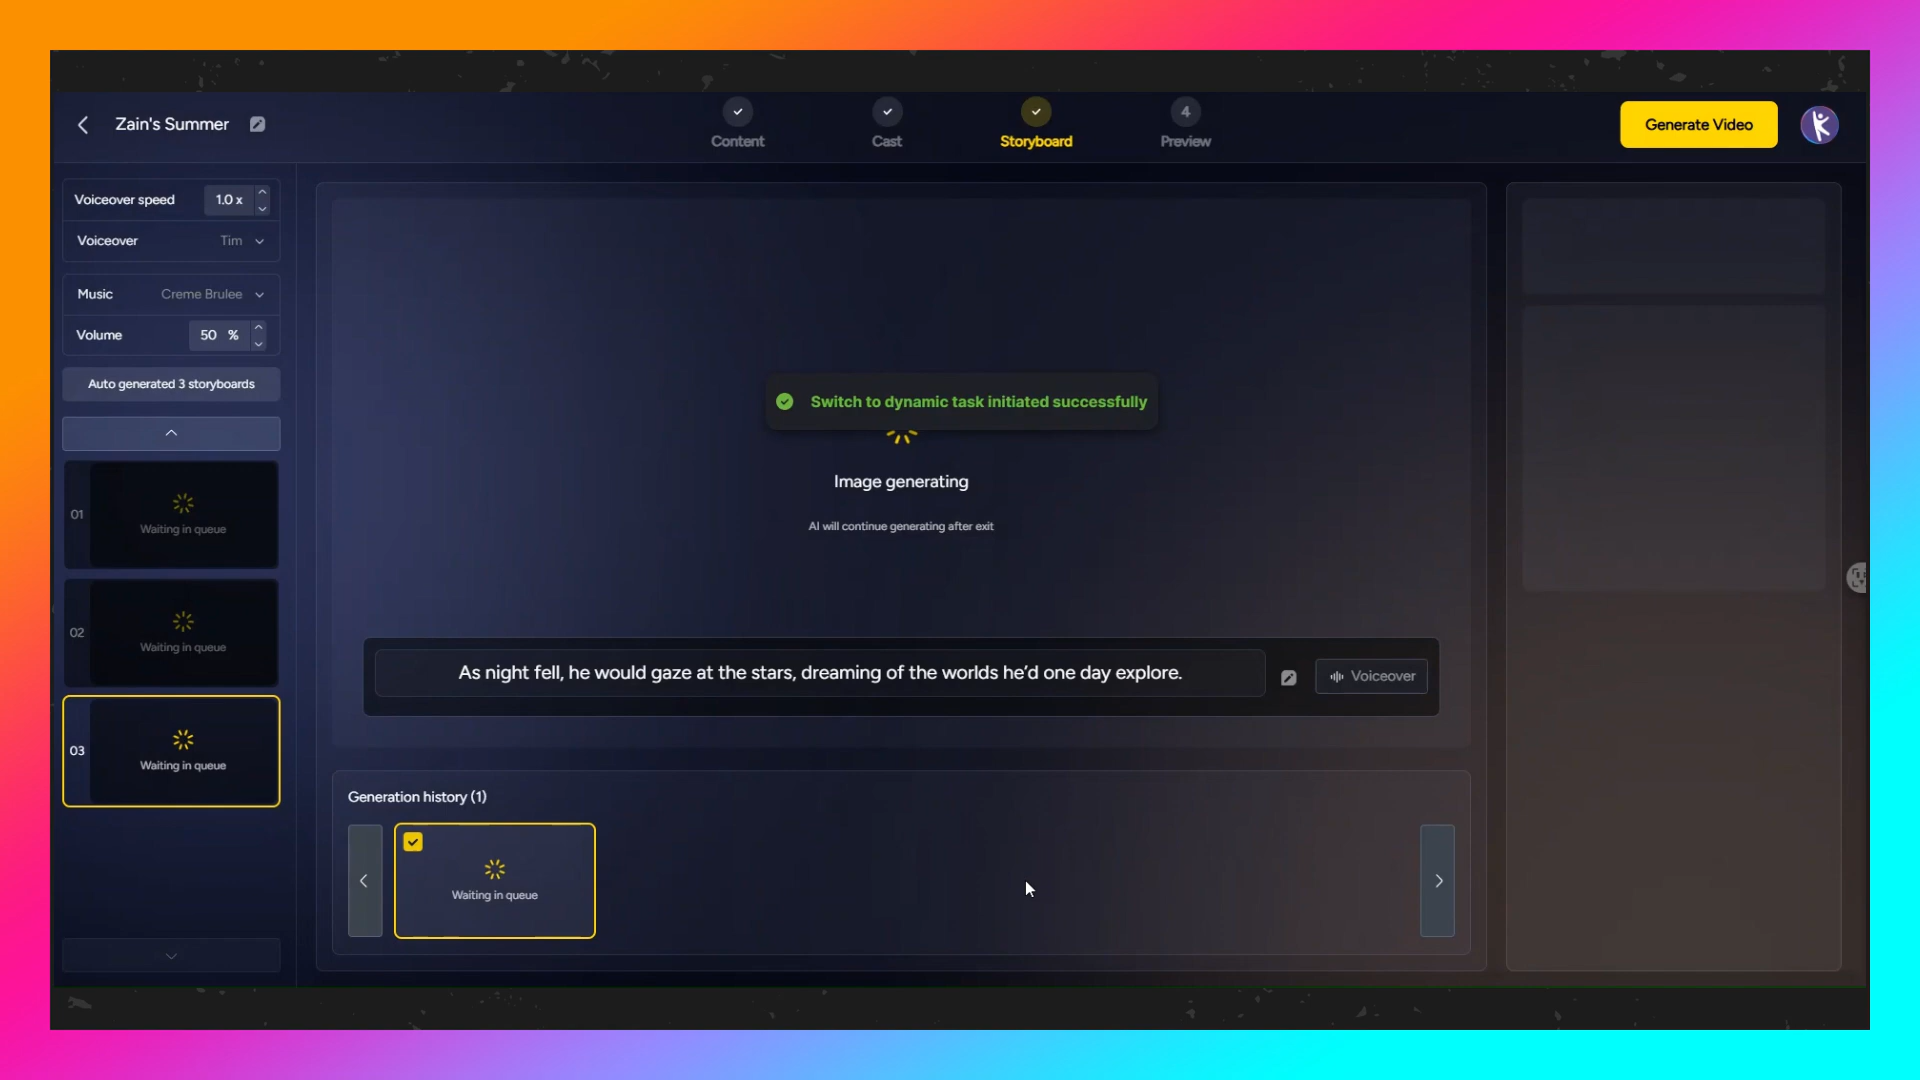 Zain's Summer
Content
Cast
Storyboard
4
Preview
Generate Video
Voiceover speed
1.0 x
Voiceover
Tim
Music
Creme Brulee
Volume
50 %
Auto generated 3 storyboards
01
Waiting in queue
02
Waiting in queue
03
Waiting in queue
Switch to dynamic task initiated successfully
Image generating
AI will continue generating after exit
As night fell, he would gaze at the stars, dreaming of the worlds he’d one day explore.
Voiceover
Generation history (1)
Waiting in queue